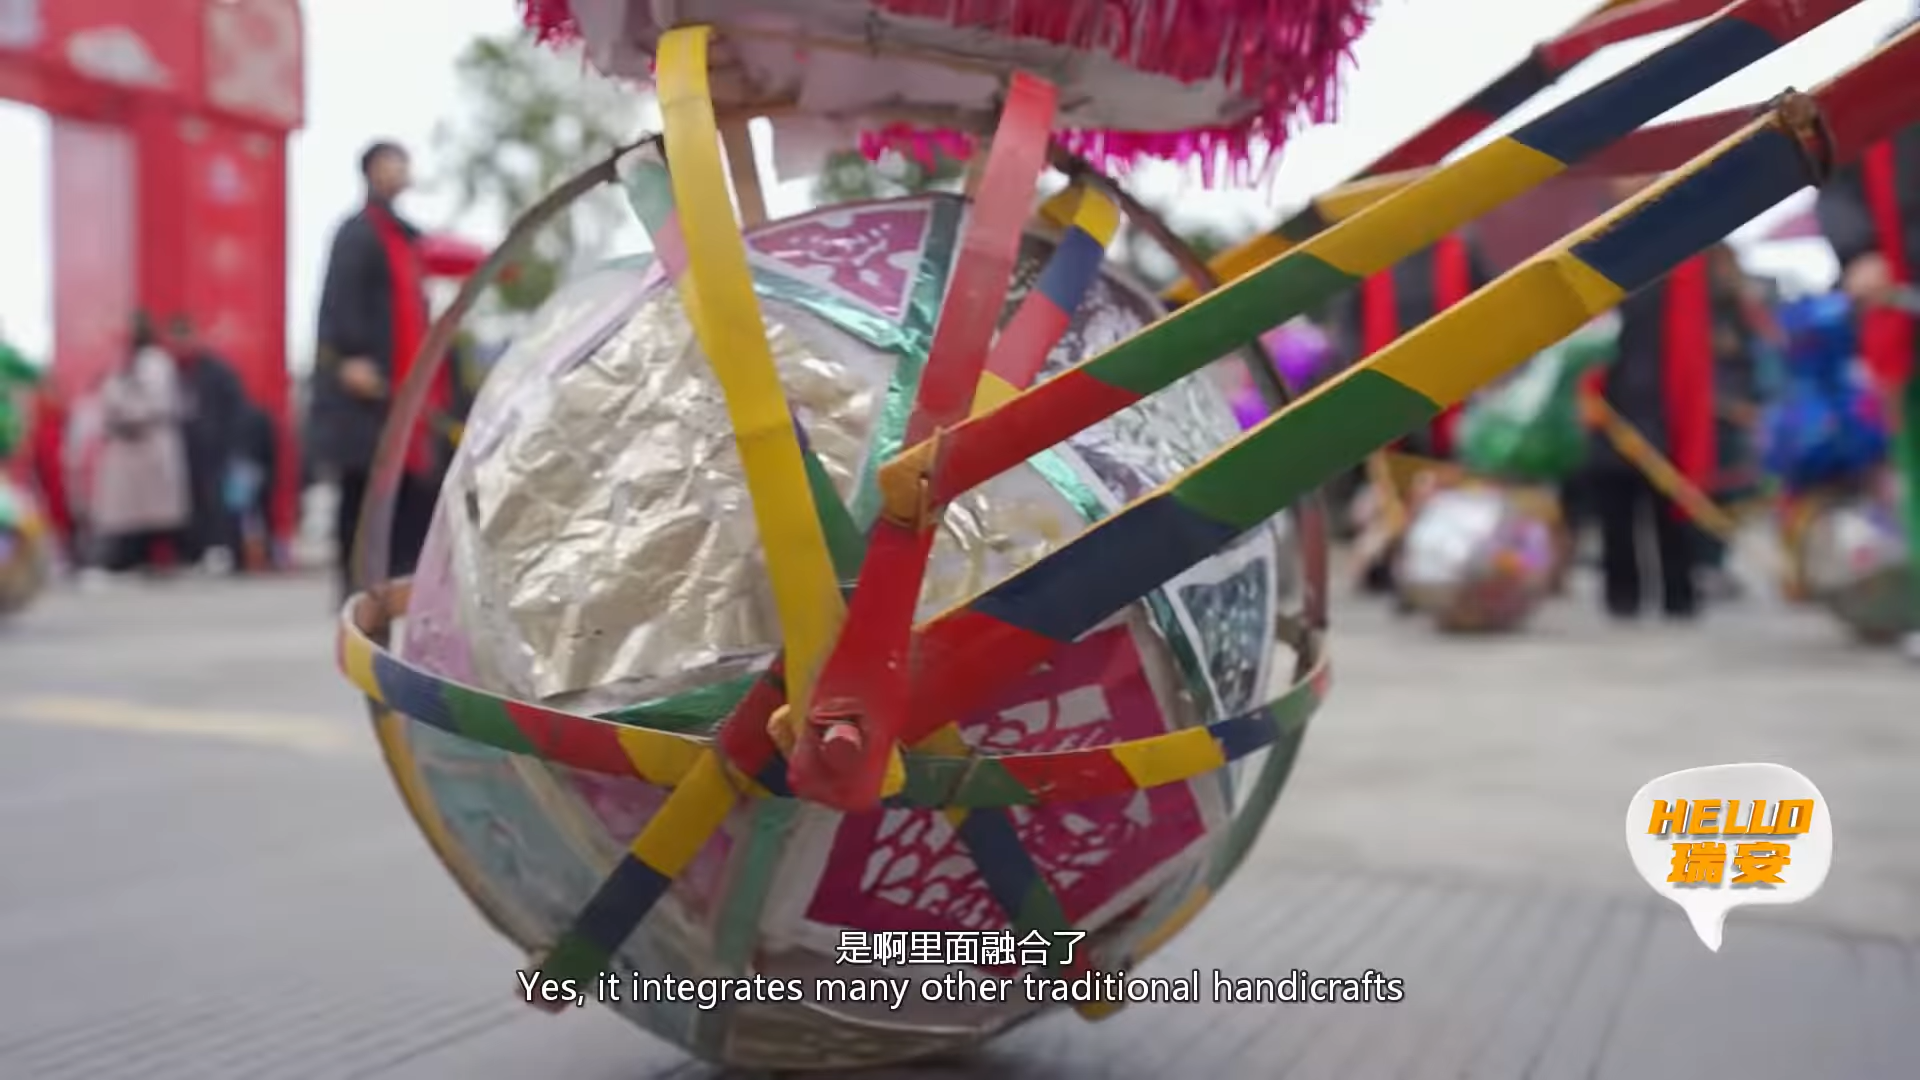 HELLO
瑞安
是啊里面融合了
Yes, it integrates many other traditional handicrafts